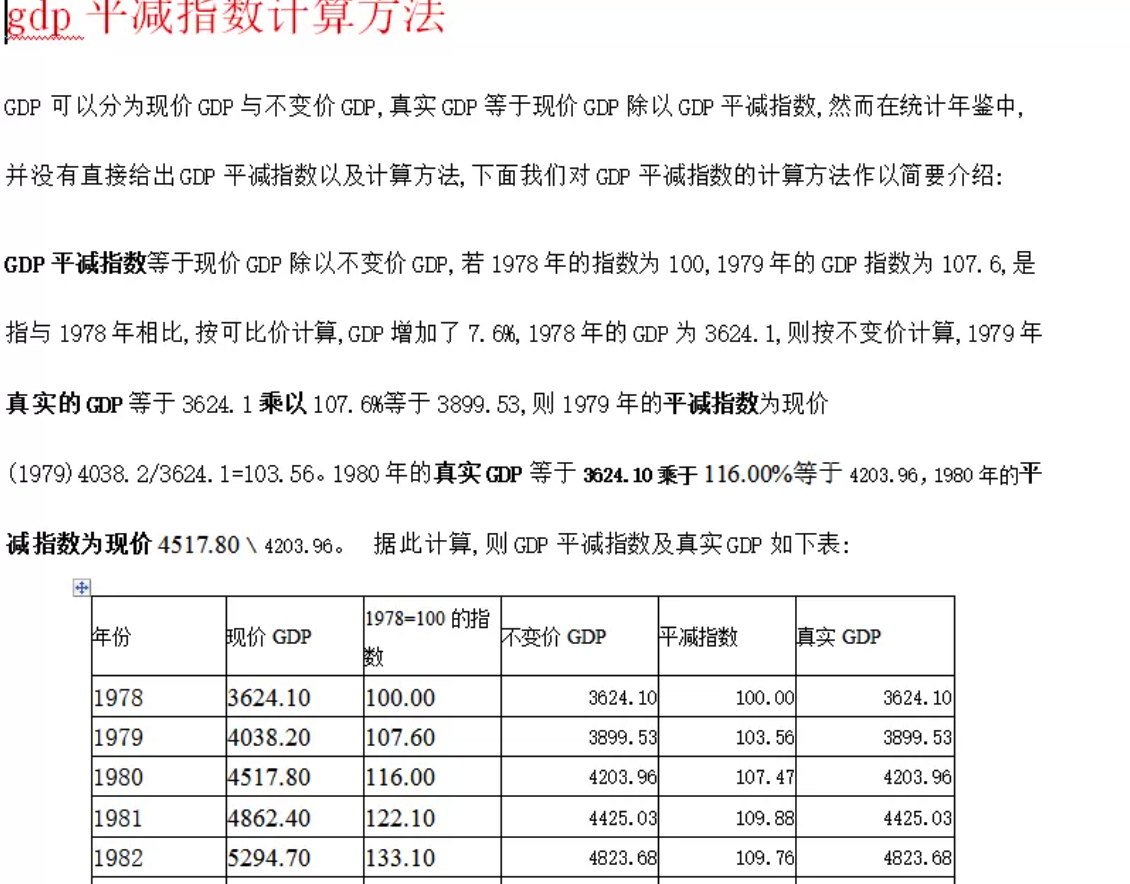 gdp 平减指数计算方法
GDP 可以分为现价 GDP 与不变价 GDP,真实 GDP 等于现价 GDP 除以 GDP 平减指数,然而在统计年鉴中,
并没有直接给出 GDP 平减指数以及计算方法,下面我们对 GDP 平减指数的计算方法作以简要介绍:
GDP 平减指数等于现价 GDP 除以不变价 GDP,若 1978 年的指数为 100,1979 年的 GDP 指数为 107.6,是
指与 1978 年相比,按可比价计算,GDP 增加了 7.6%,1978 年的 GDP 为 3624.1,则按不变价计算,1979 年
真实的 GDP 等于 3624.1 乘以 107.6%等于 3899.53,则 1979 年的平减指数为现价
(1979)4038.2/3624.1=103.56。1980 年的真实 GDP 等于 3624.10 乘于 116.00%等于 4203.96，1980 年的平
减指数为现价 4517.80 \ 4203.96。 据此计算,则 GDP 平减指数及真实 GDP 如下表:
年份 现价 GDP 1978=100 的指数 不变价 GDP 平减指数 真实 GDP
1978 3624.10 100.00 3624.10 100.00 3624.10
1979 4038.20 107.60 3899.53 103.56 3899.53
1980 4517.80 116.00 4203.96 107.47 4203.96
1981 4862.40 122.10 4425.03 109.88 4425.03
1982 5294.70 133.10 4823.68 109.76 4823.68